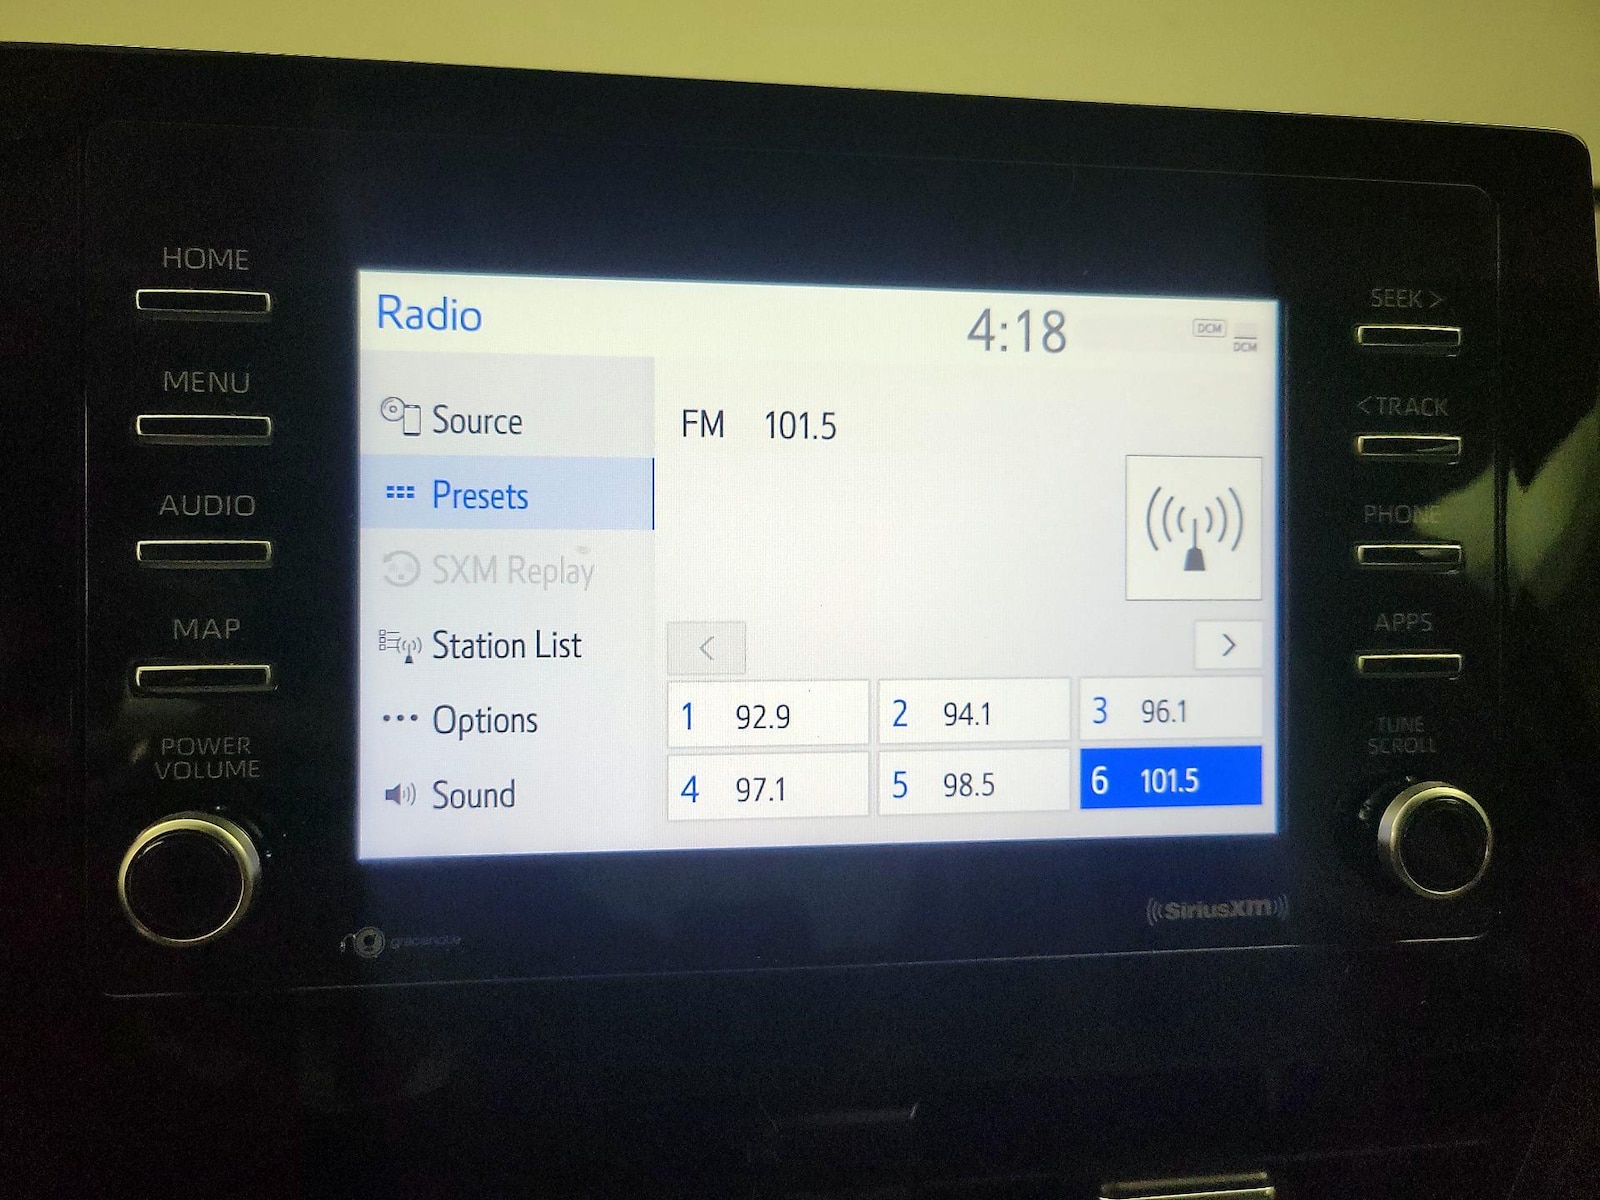 HOME
MENU
AUDIO
MAP
POWER
VOLUME
Radio
4:18
DCM
DCM
Source
Presets
SXM Replay
Station List
Options
Sound
FM 101.5
<
>
1 92.9
2 94.1
3 96.1
4 97.1
5 98.5
6 101.5
SEEK >
< TRACK
PHONE
APPS
TUNE
SCROLL
gracenote
SiriusXM